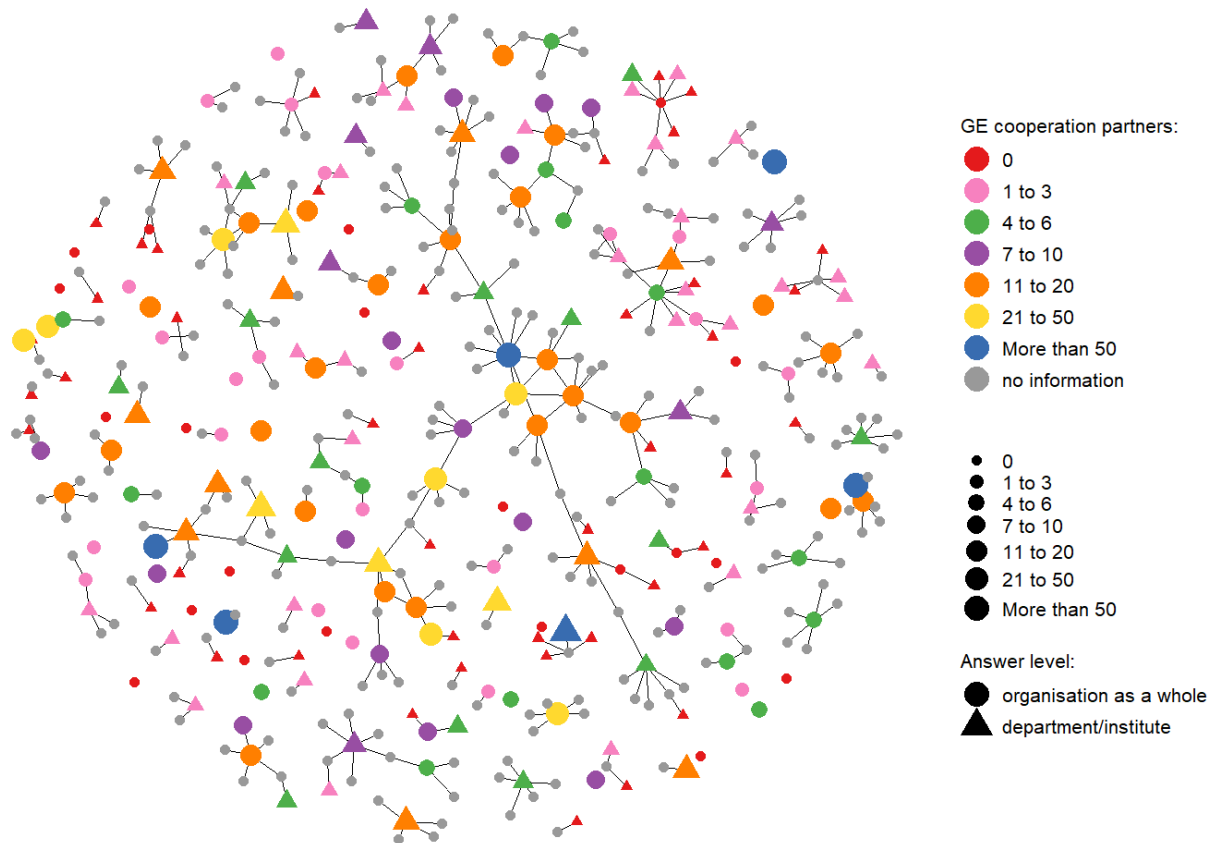 GE cooperation partners:
0
1 to 3
4 to 6
7 to 10
11 to 20
21 to 50
More than 50
no information
0
1 to 3
4 to 6
7 to 10
11 to 20
21 to 50
More than 50
Answer level:
organisation as a whole
department/institute